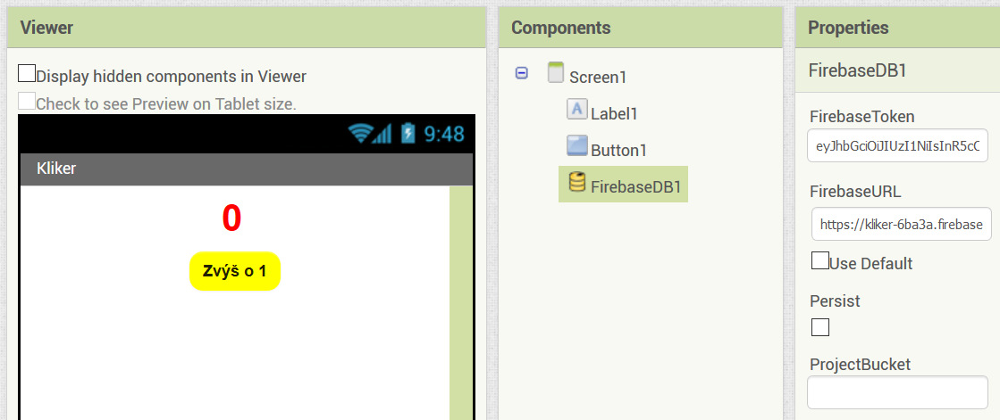 Viewer
Display hidden components in Viewer
Check to see Preview on Tablet size.
9:48
Kliker
0
Zvýš o 1
Components
Screen1
A
Label1
Button1
FirebaseDB1
Properties
FirebaseDB1
FirebaseToken
eyJhbGciOiJIUzI1NiIsInR5cC
FirebaseURL
https://kliker-6ba3a.firebase
Use Default
Persist
ProjectBucket